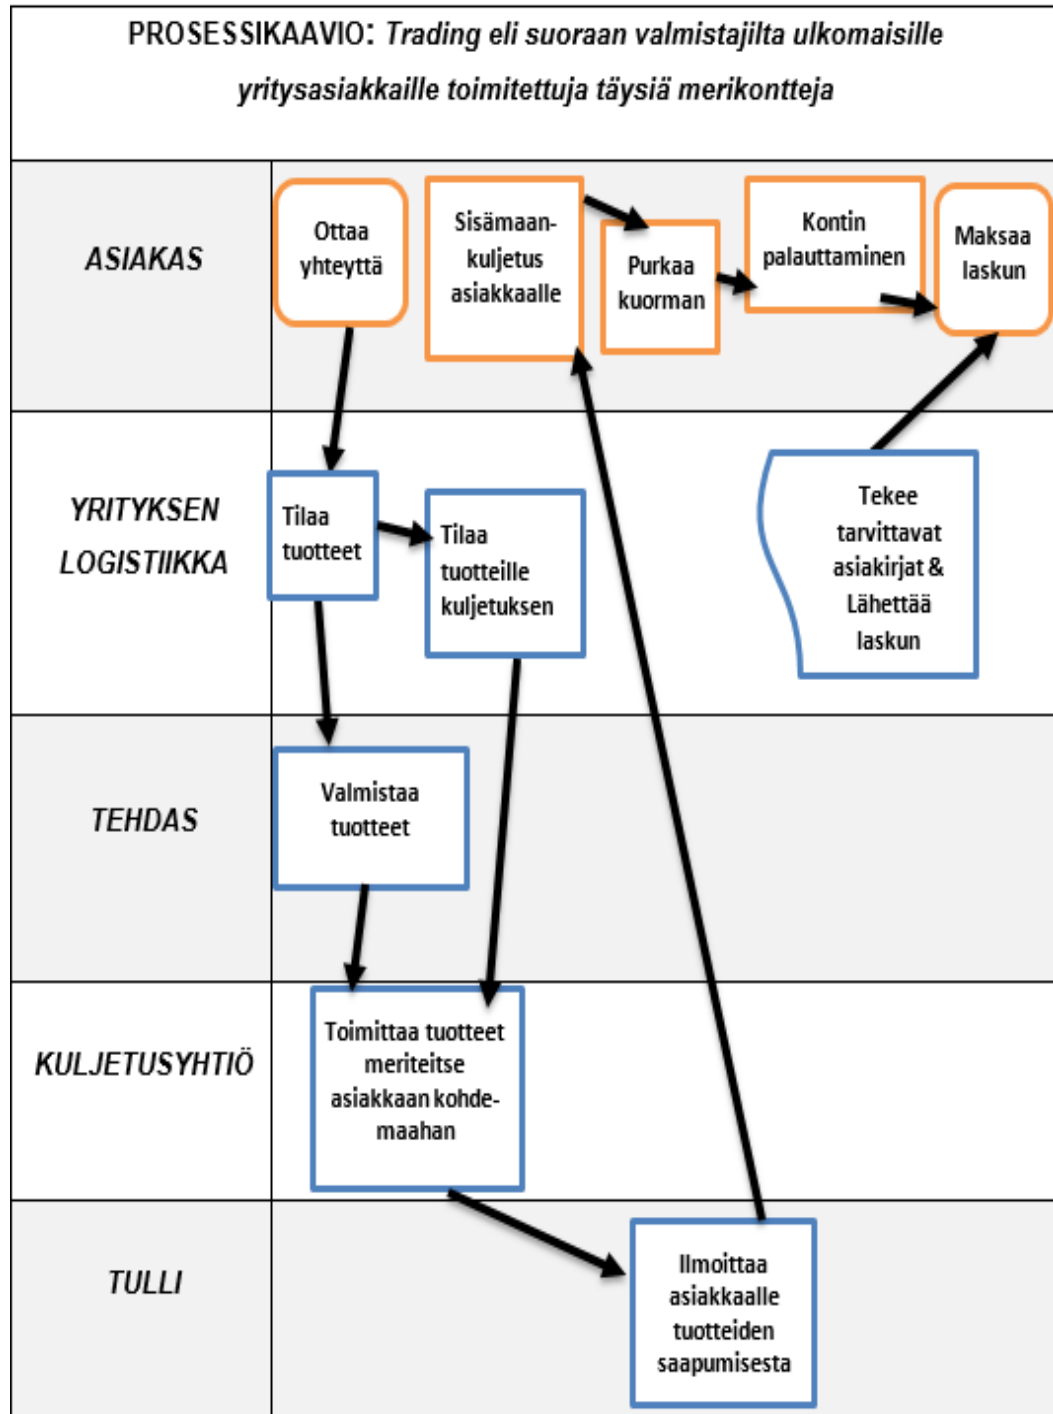 PROSESSIKAAVIO: Trading eli suoraan valmistajilta ulkomaisille
yritysasiakkaille toimitettuja täysiä merikontteja
ASIAKAS
Ottaa
yhteyttä
Sisämaan-
kuljetus
asiakkaalle
Purkaa
kuorman
Kontin
palauttaminen
Maksaa
laskun
YRITYKSEN
LOGISTIIKKA
Tilaa
tuotteet
Tilaa
tuotteille
kuljetuksen
Tekee
tarvittavat
asiakirjat &
Lähettää
laskun
TEHDAS
Valmistaa
tuotteet
KULJETUSYHTIÖ
Toimittaa tuotteet
meriteitse
asiakkaan kohde-
maahan
TULLI
Ilmoittaa
asiakkaalle
tuotteiden
saapumisesta